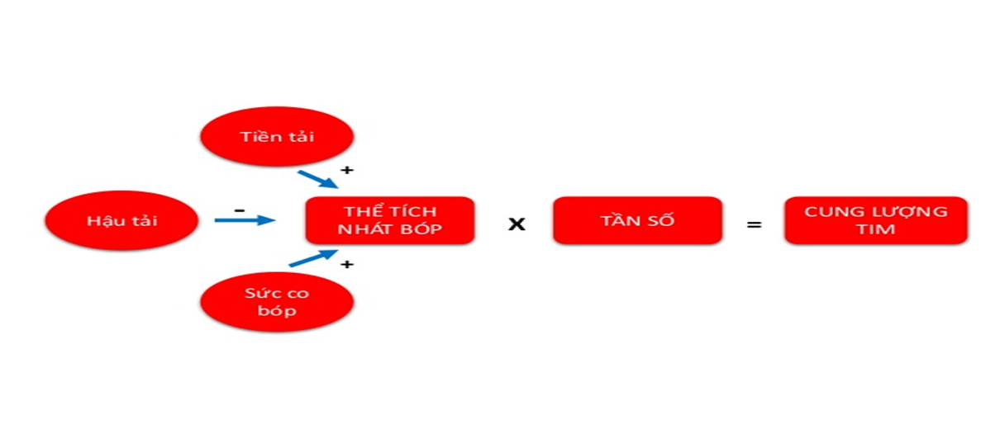 Tiền tải
+
Hậu tải
-
THỂ TÍCH
NHÁT BÓP
X
TẦN SỐ
=
CUNG LƯỢNG
TIM
+
Sức co
bóp